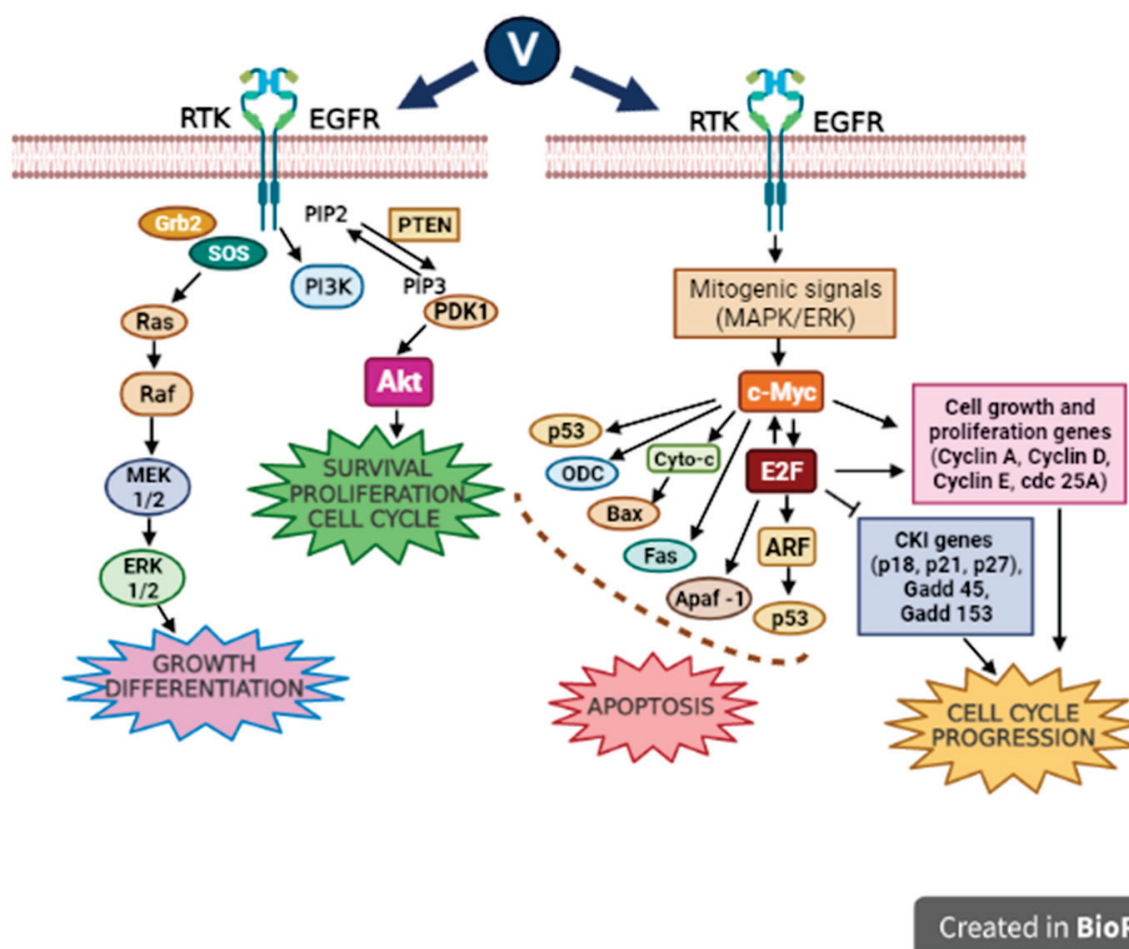 V
RTK
EGFR
RTK
EGFR
Grb2
SOS
PIP2
PTEN
PI3K
PIP3
PDK1
Ras
Akt
Raf
SURVIVAL
PROLIFERATION
CELL CYCLE
MEK
1/2
ERK
1/2
GROWTH
DIFFERENTIATION
Mitogenic signals
(MAPK/ERK)
c-Myc
p53
ODC
Cyto-c
Bax
Fas
E2F
Apaf -1
ARF
p53
Cell growth and
proliferation genes
(Cyclin A, Cyclin D,
Cyclin E, cdc 25A)
CKI genes
(p18, p21, p27),
Gadd 45,
Gadd 153
APOPTOSIS
CELL CYCLE
PROGRESSION
Created in